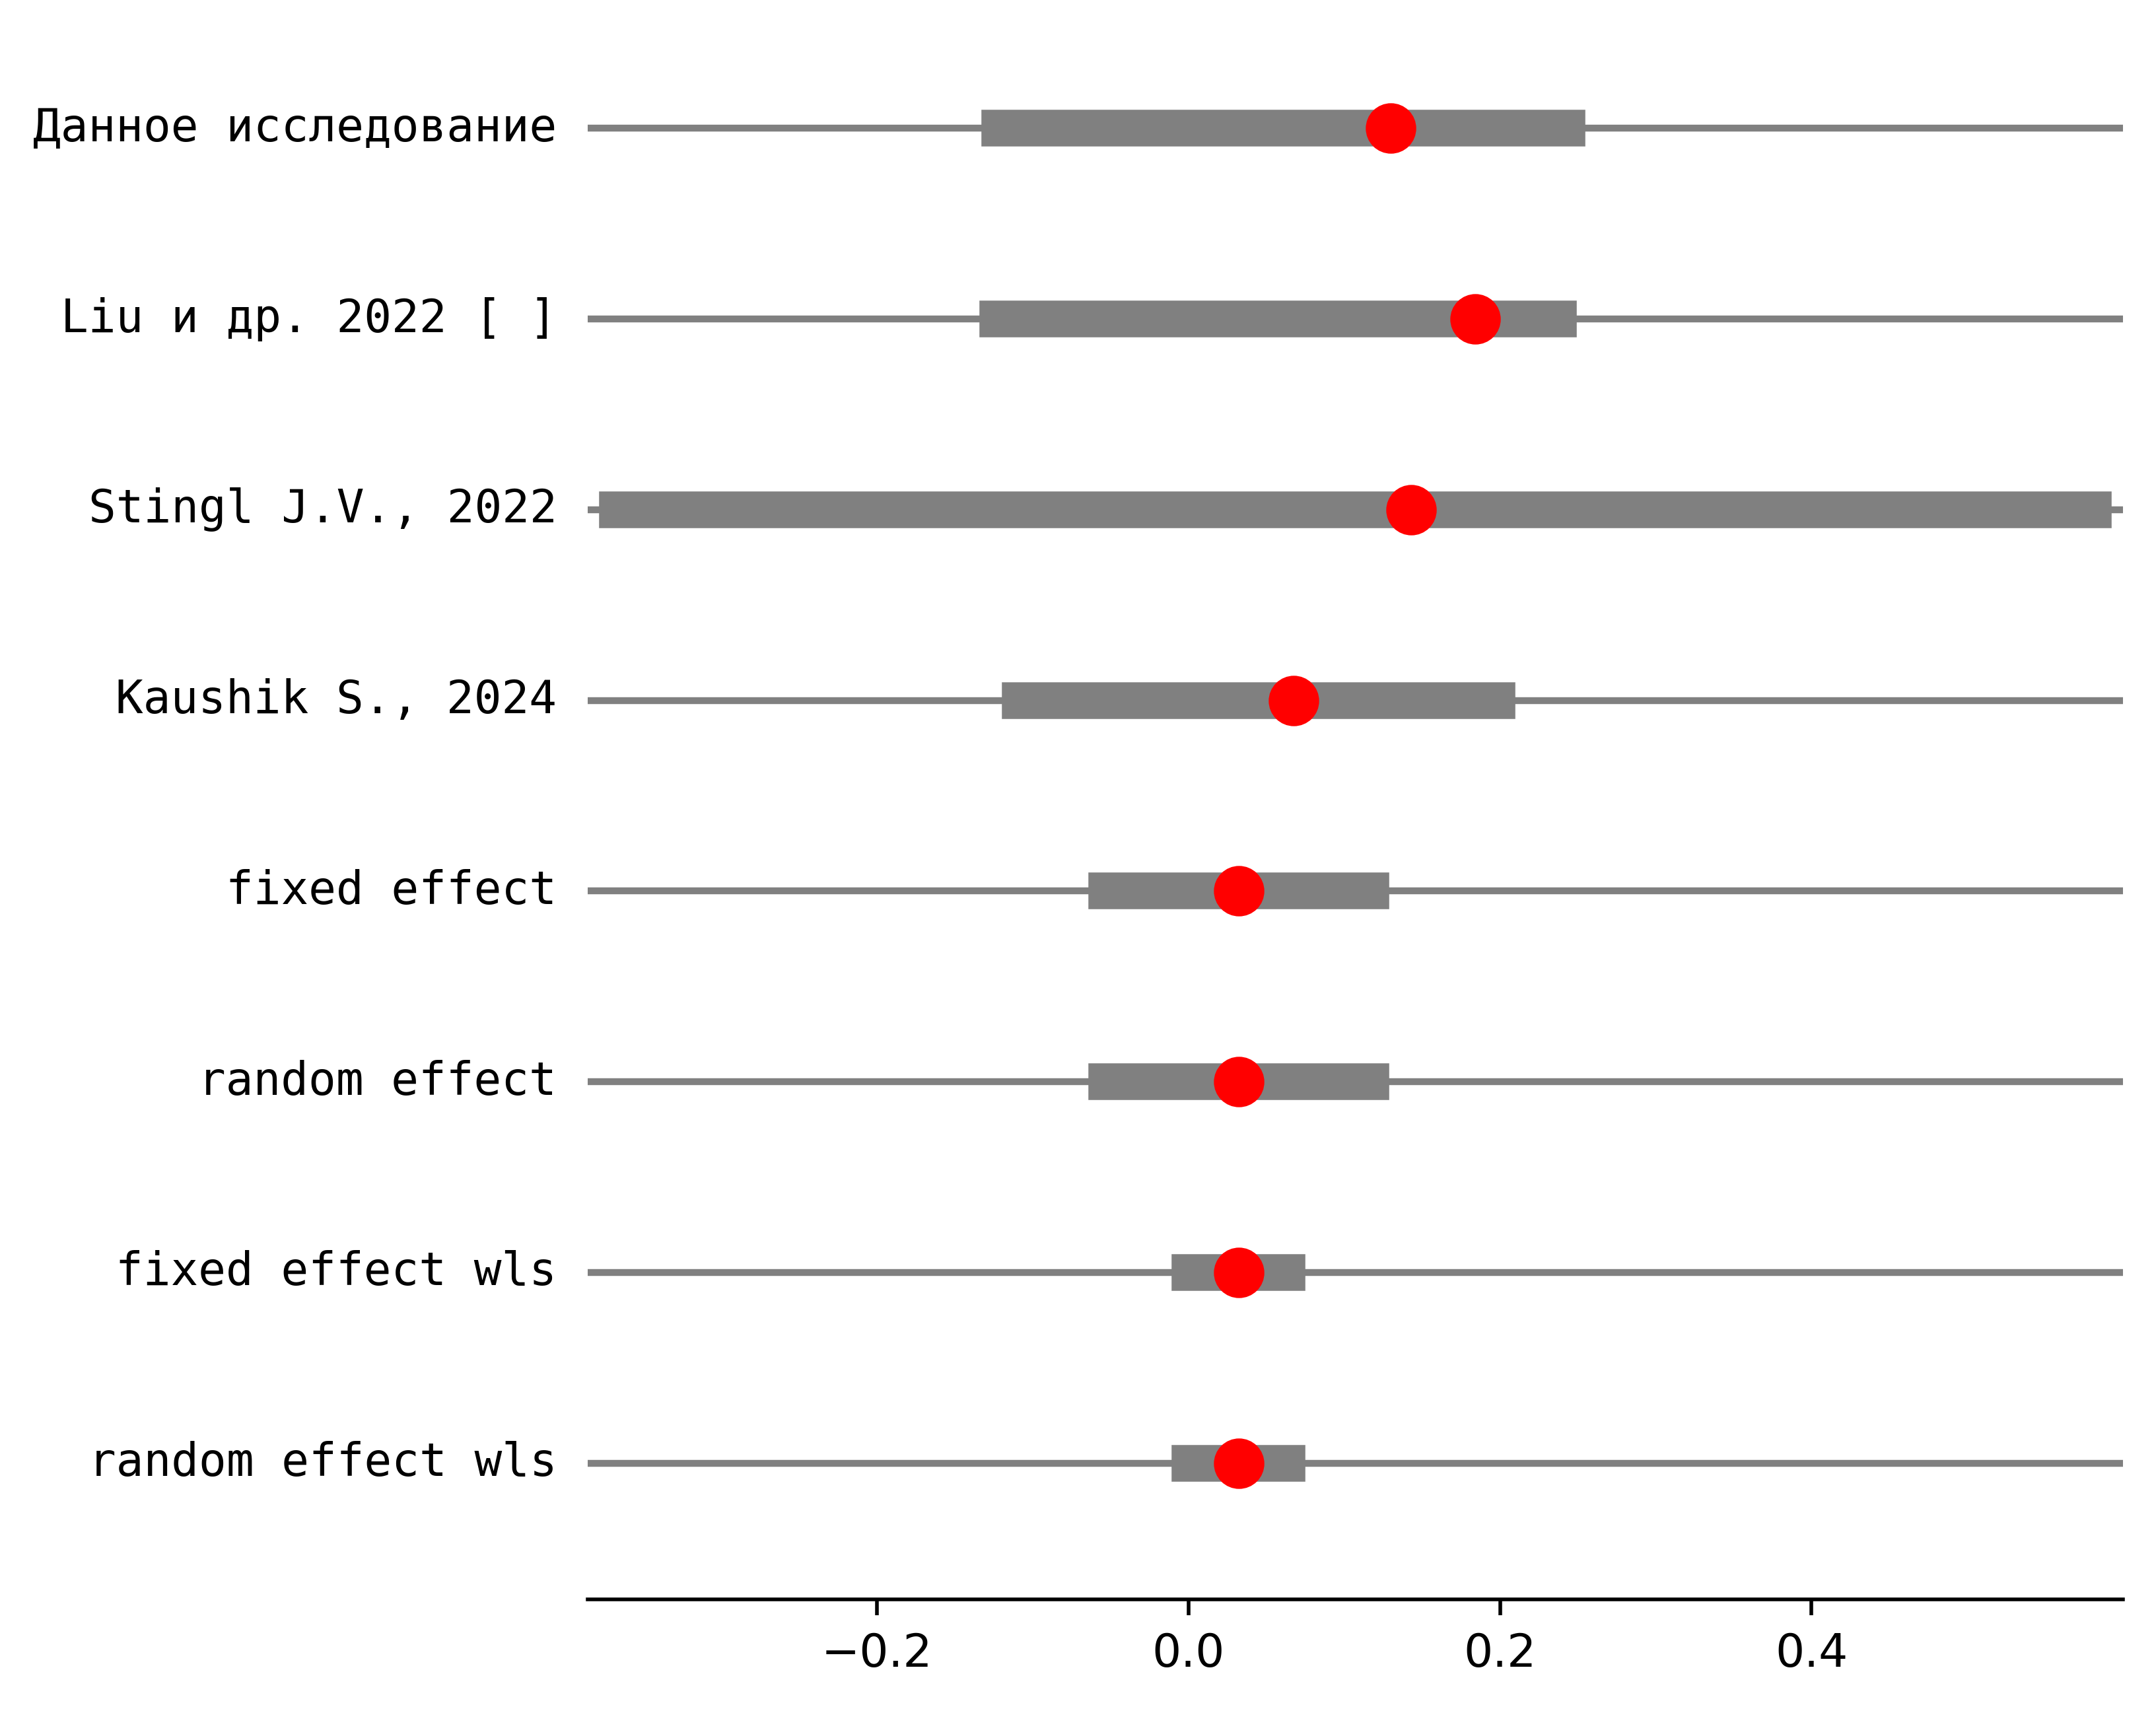 Данное исследование
Liu и др. 2022 [ ]
Stingl J.V., 2022
Kaushik S., 2024
fixed effect
random effect
fixed effect wls
random effect wls
−0.2 0.0 0.2 0.4